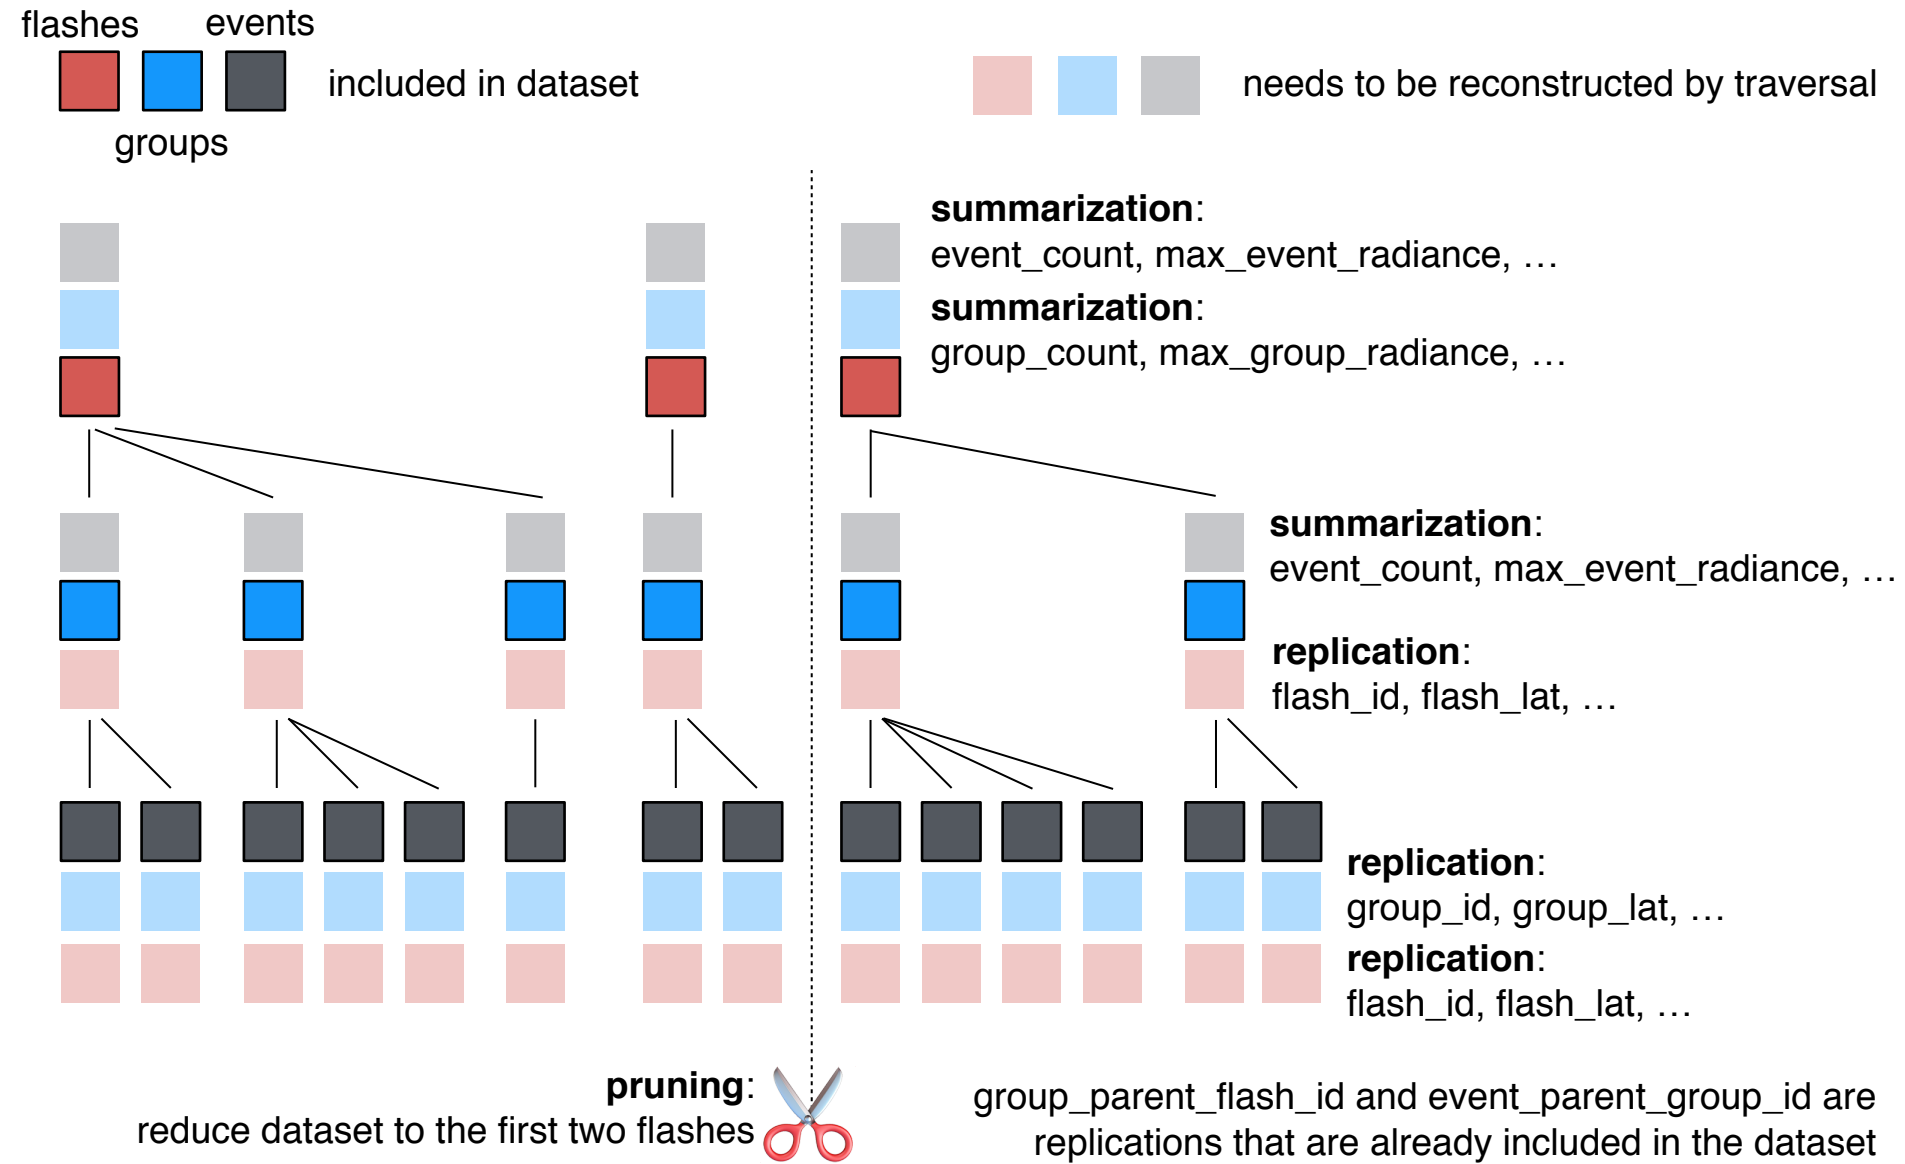 flashes
events
included in dataset
groups
needs to be reconstructed by traversal
summarization:
event_count, max_event_radiance, …
summarization:
group_count, max_group_radiance, …
summarization:
event_count, max_event_radiance, …
replication:
flash_id, flash_lat, …
replication:
group_id, group_lat, …
replication:
flash_id, flash_lat, …
pruning:
reduce dataset to the first two flashes
group_parent_flash_id and event_parent_group_id are
replications that are already included in the dataset